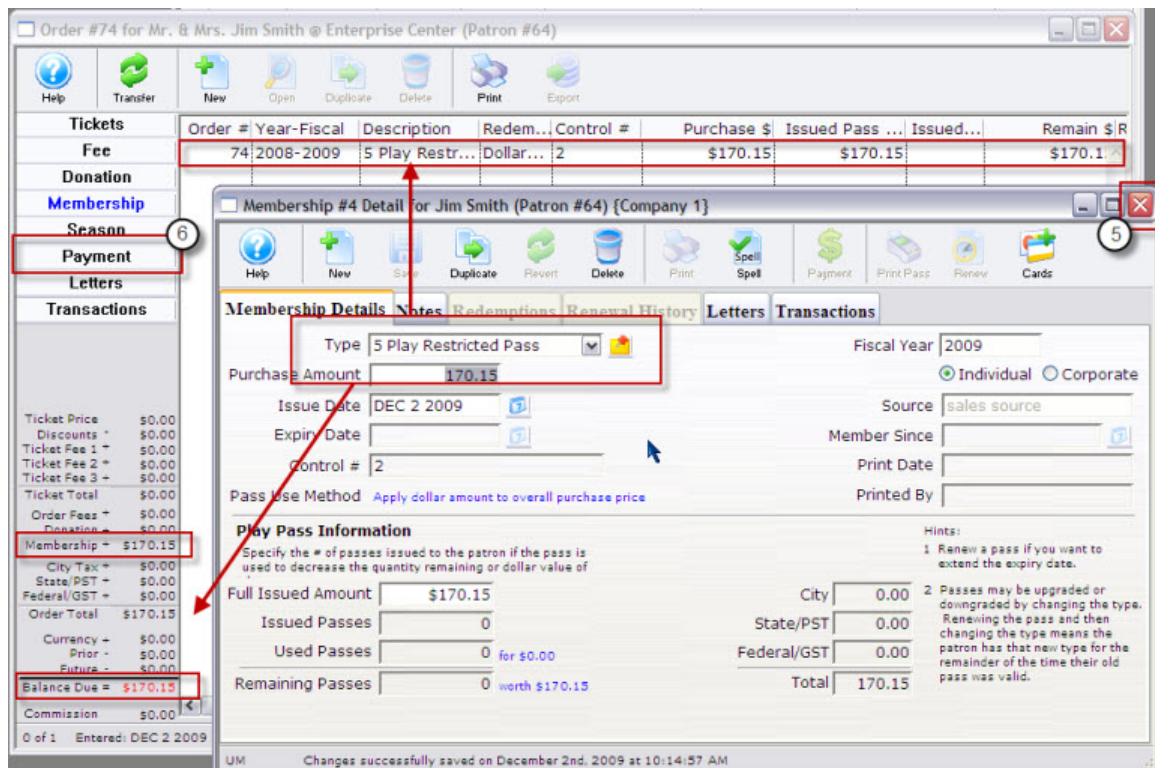 Order #74 for Mr. & Mrs. Jim Smith @ Enterprise Center (Patron #64)
Help Transfer New Open Duplicate Delete Print Export
Tickets
Fee
Donation
Membership
Season
Payment
Letters
Transactions
6
Order # Year-Fiscal Description Redem... Control # Purchase $ Issued Pass ... Issued... Remain $ R
74 2008-2009 5 Play Restr... Dollar... 2 $170.15 $170.15 $170.1
Membership #4 Detail for Jim Smith (Patron #64) {Company 1}
5
Help New Save Duplicate Revert Delete Print Spell Payment Print Pass Renew Cards
Spell
Membership Details Notes Redemptions Renewal History Letters Transactions
Type 5 Play Restricted Pass
Fiscal Year 2009
Purchase Amount 170.15
Individual Corporate
Issue Date DEC 2 2009
Source sales source
Expiry Date
Member Since
Control # 2
Print Date
Pass Use Method Apply dollar amount to overall purchase price
Printed By
Play Pass Information
Specify the # of passes issued to the patron if the pass is
used to decrease the quantity remaining or dollar value of
Full Issued Amount $170.15
Issued Passes 0
Used Passes 0 for $0.00
Remaining Passes 0 worth $170.15
City 0.00
State/PST 0.00
Federal/GST 0.00
Total 170.15
Hints:
1 Renew a pass if you want to
extend the expiry date.
2 Passes may be upgraded or
downgraded by changing the type.
Renewing the pass and then
changing the type means the
patron has that new type for the
remainder of the time their old
pass was valid.
UM Changes successfully saved on December 2nd, 2009 at 10:14:57 AM
Ticket Price $0.00
Discounts - $0.00
Ticket Fee 1 + $0.00
Ticket Fee 2 + $0.00
Ticket Fee 3 + $0.00
Ticket Total $0.00
Order Fees + $0.00
Donation + $0.00
Membership + $170.15
City Tax + $0.00
State/PST + $0.00
Federal/GST + $0.00
Order Total $170.15
Currency + $0.00
Prior - $0.00
Future - $0.00
Balance Due = $170.15
Commission $0.00
0 of 1 Entered: DEC 2 2009